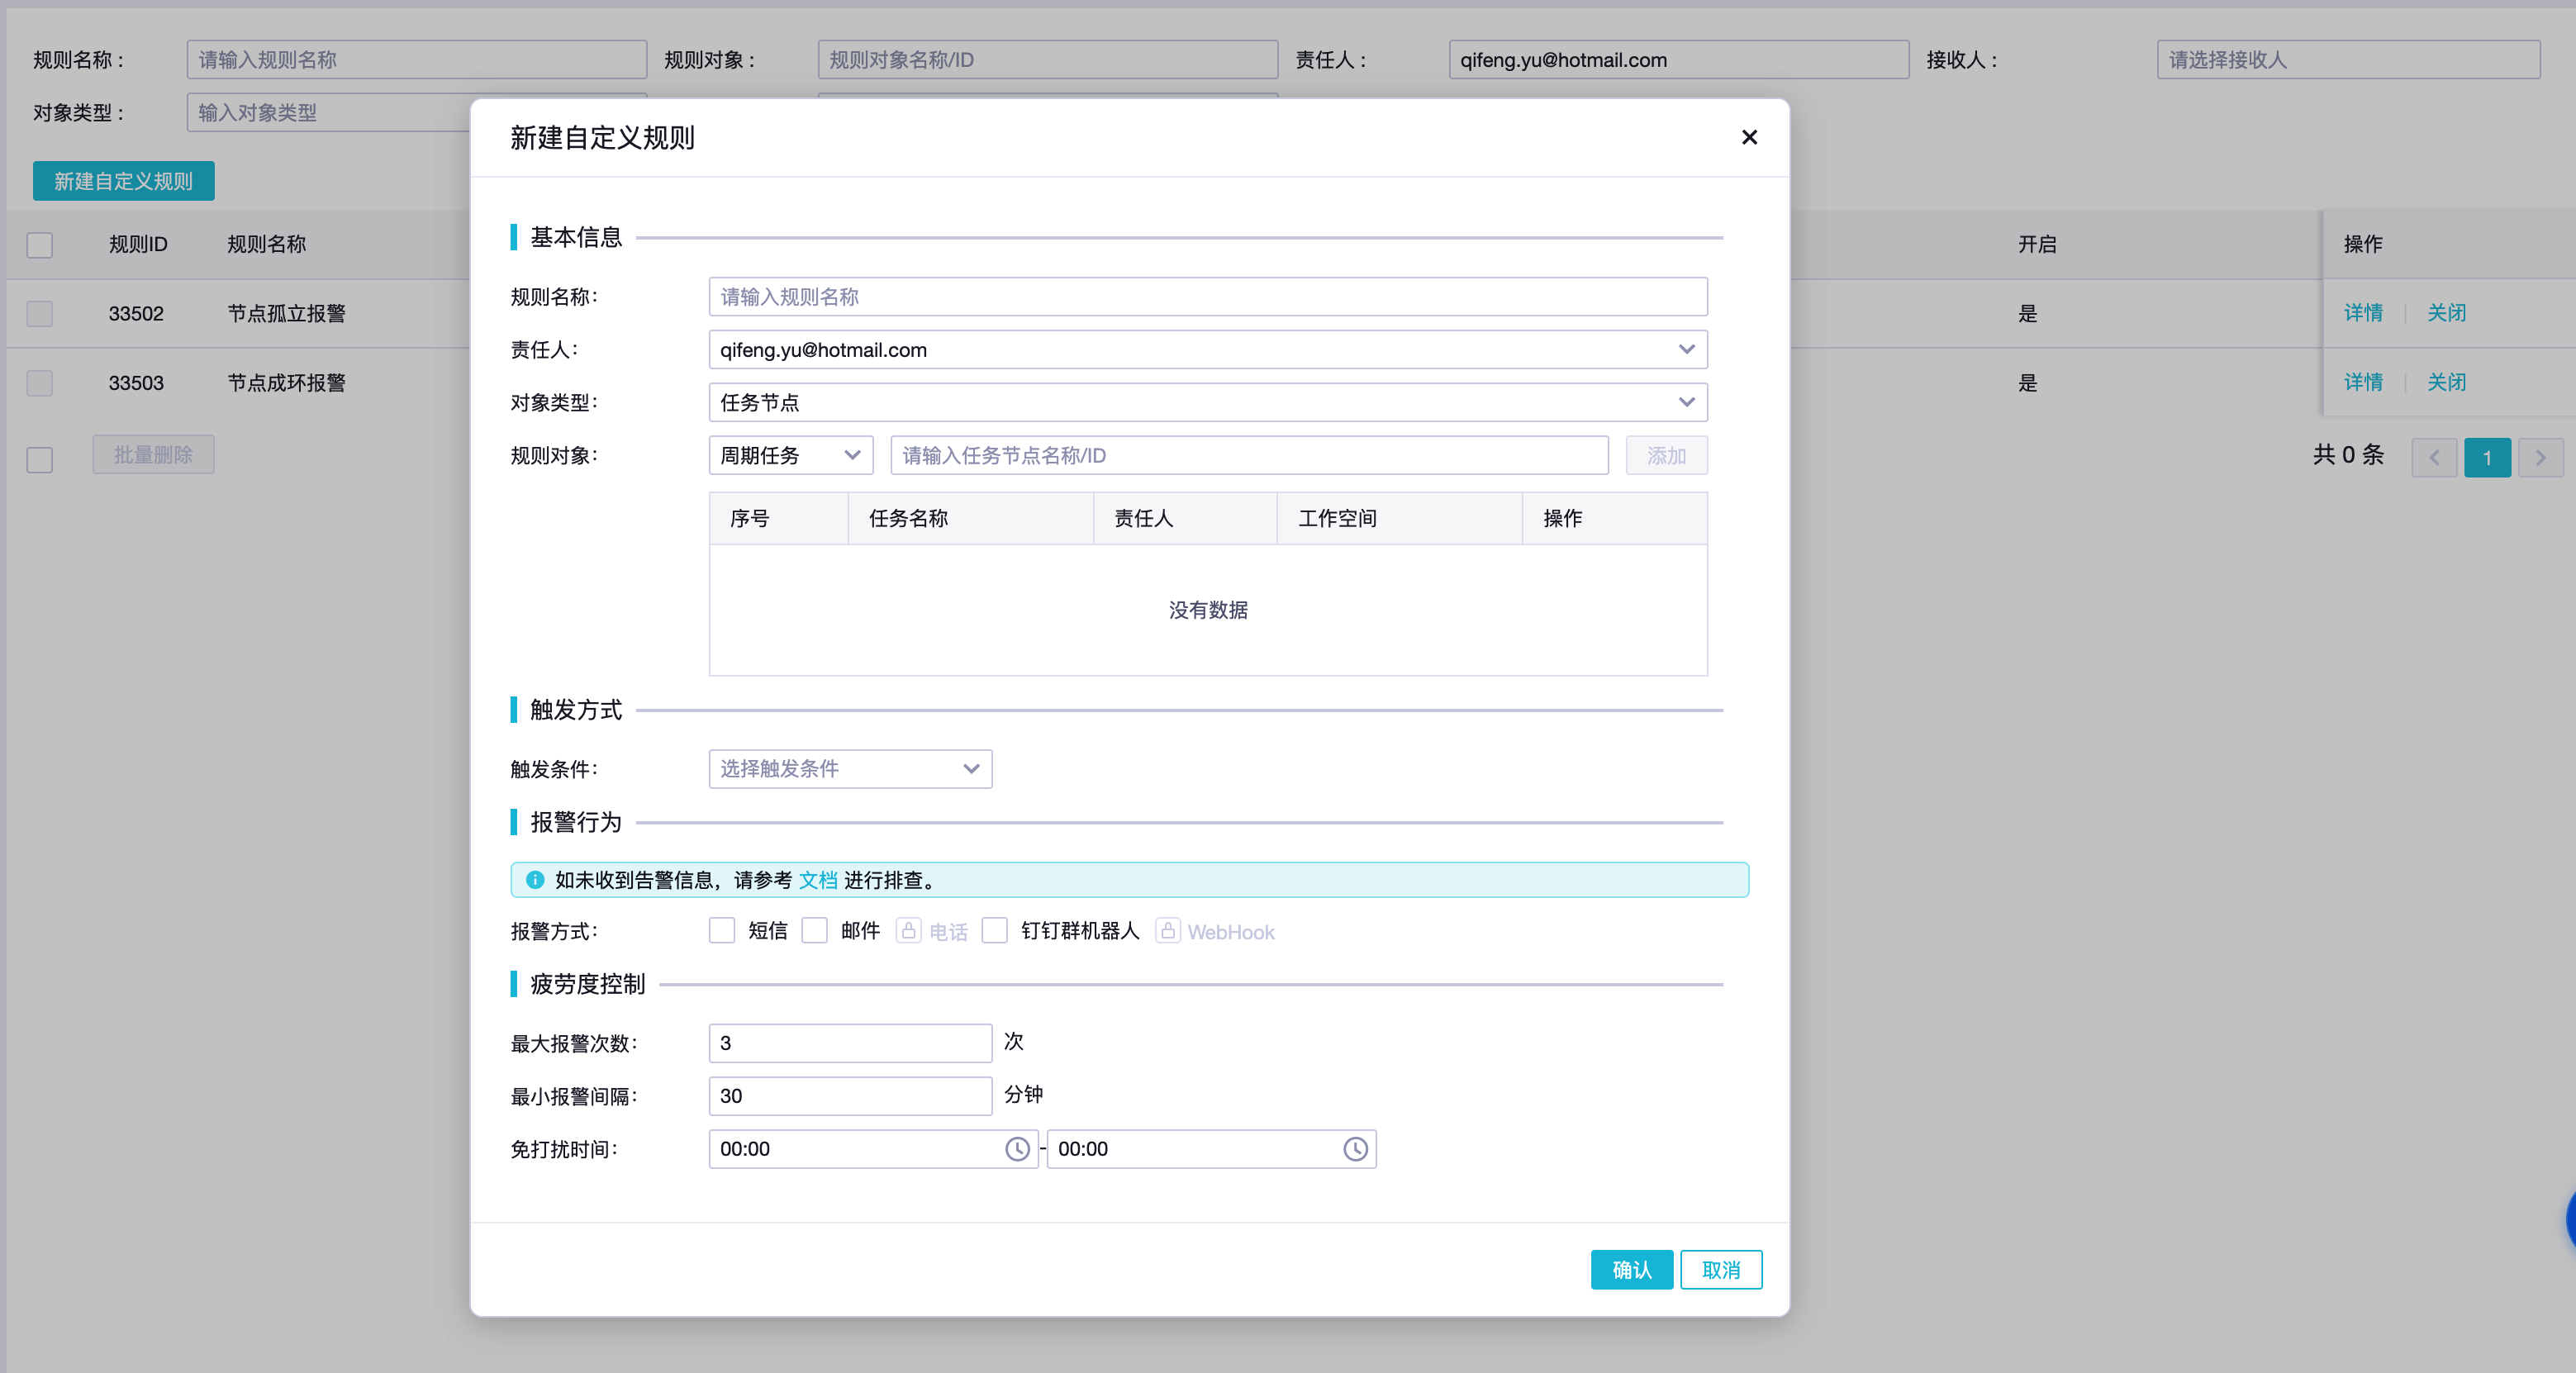 规则名称 : 请输入规则名称 规则对象 : 规则对象名称/ID 责任人 : qifeng.yu@hotmail.com 接收人 : 请选择接收人
对象类型 : 输入对象类型
新建自定义规则
规则ID 规则名称 开启 操作
33502 节点孤立报警 是 详情 关闭
33503 节点成环报警 是 详情 关闭
批量删除 共 0 条 1
新建自定义规则
基本信息
规则名称: 请输入规则名称
责任人: qifeng.yu@hotmail.com
对象类型: 任务节点
规则对象: 周期任务 请输入任务节点名称/ID 添加
序号 任务名称 责任人 工作空间 操作
没有数据
触发方式
触发条件: 选择触发条件
报警行为
如未收到告警信息，请参考 文档 进行排查。
报警方式: 短信 邮件 电话 钉钉群机器人 WebHook
疲劳度控制
最大报警次数: 3 次
最小报警间隔: 30 分钟
免打扰时间: 00:00 - 00:00
确认 取消